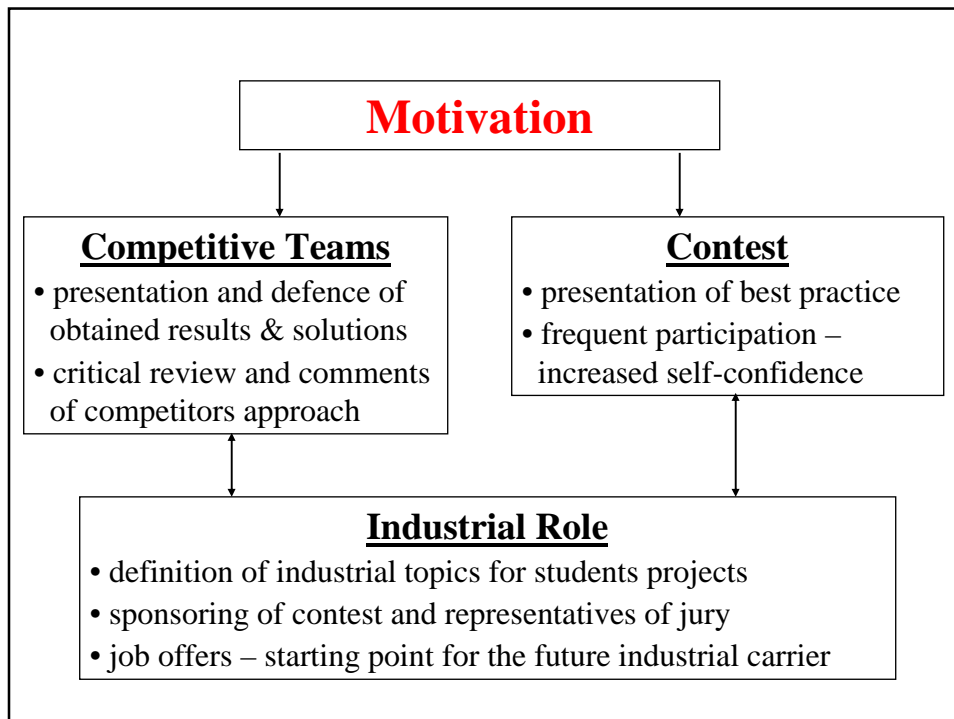 Motivation
Competitive Teams
• presentation and defence of
obtained results & solutions
• critical review and comments
of competitors approach
Contest
• presentation of best practice
• frequent participation –
increased self-confidence
Industrial Role
• definition of industrial topics for students projects
• sponsoring of contest and representatives of jury
• job offers – starting point for the future industrial carrier